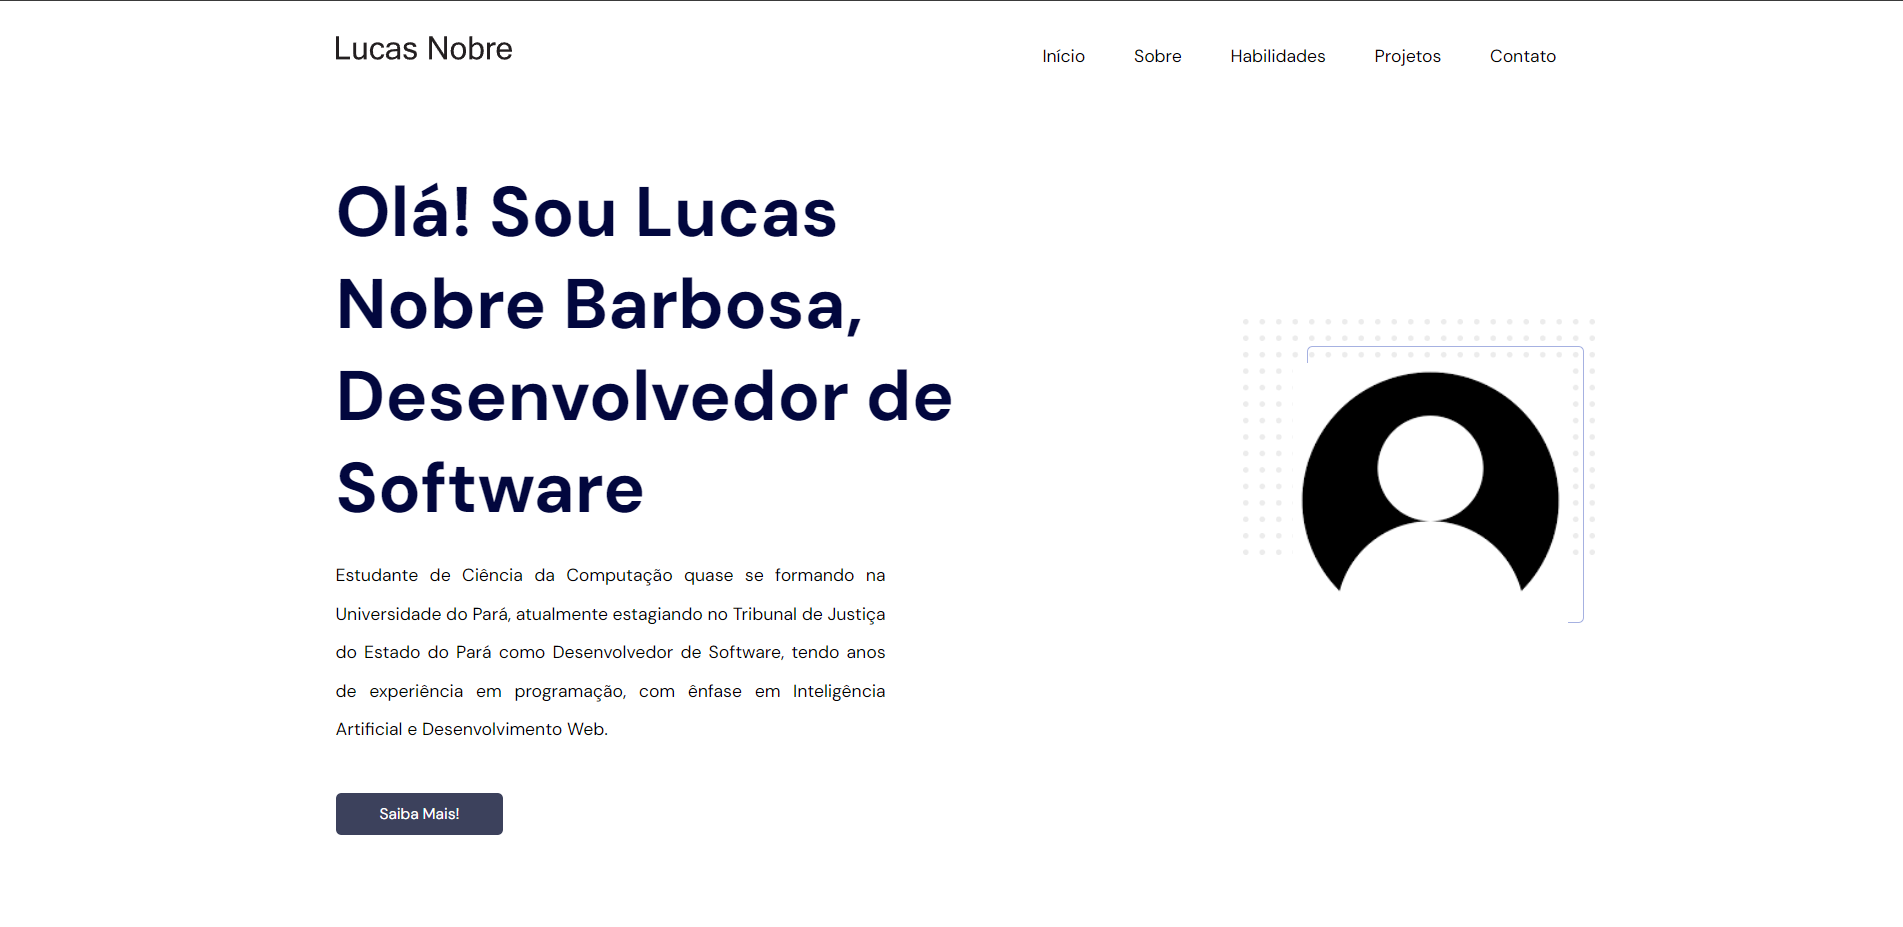 Lucas Nobre
Início
Sobre
Habilidades
Projetos
Contato
Olá! Sou Lucas
Nobre Barbosa,
Desenvolvedor de
Software
Estudante de Ciência da Computação quase se formando na
Universidade do Pará, atualmente estagiando no Tribunal de Justiça
do Estado do Pará como Desenvolvedor de Software, tendo anos
de experiência em programação, com ênfase em Inteligência
Artificial e Desenvolvimento Web.
Saiba Mais!